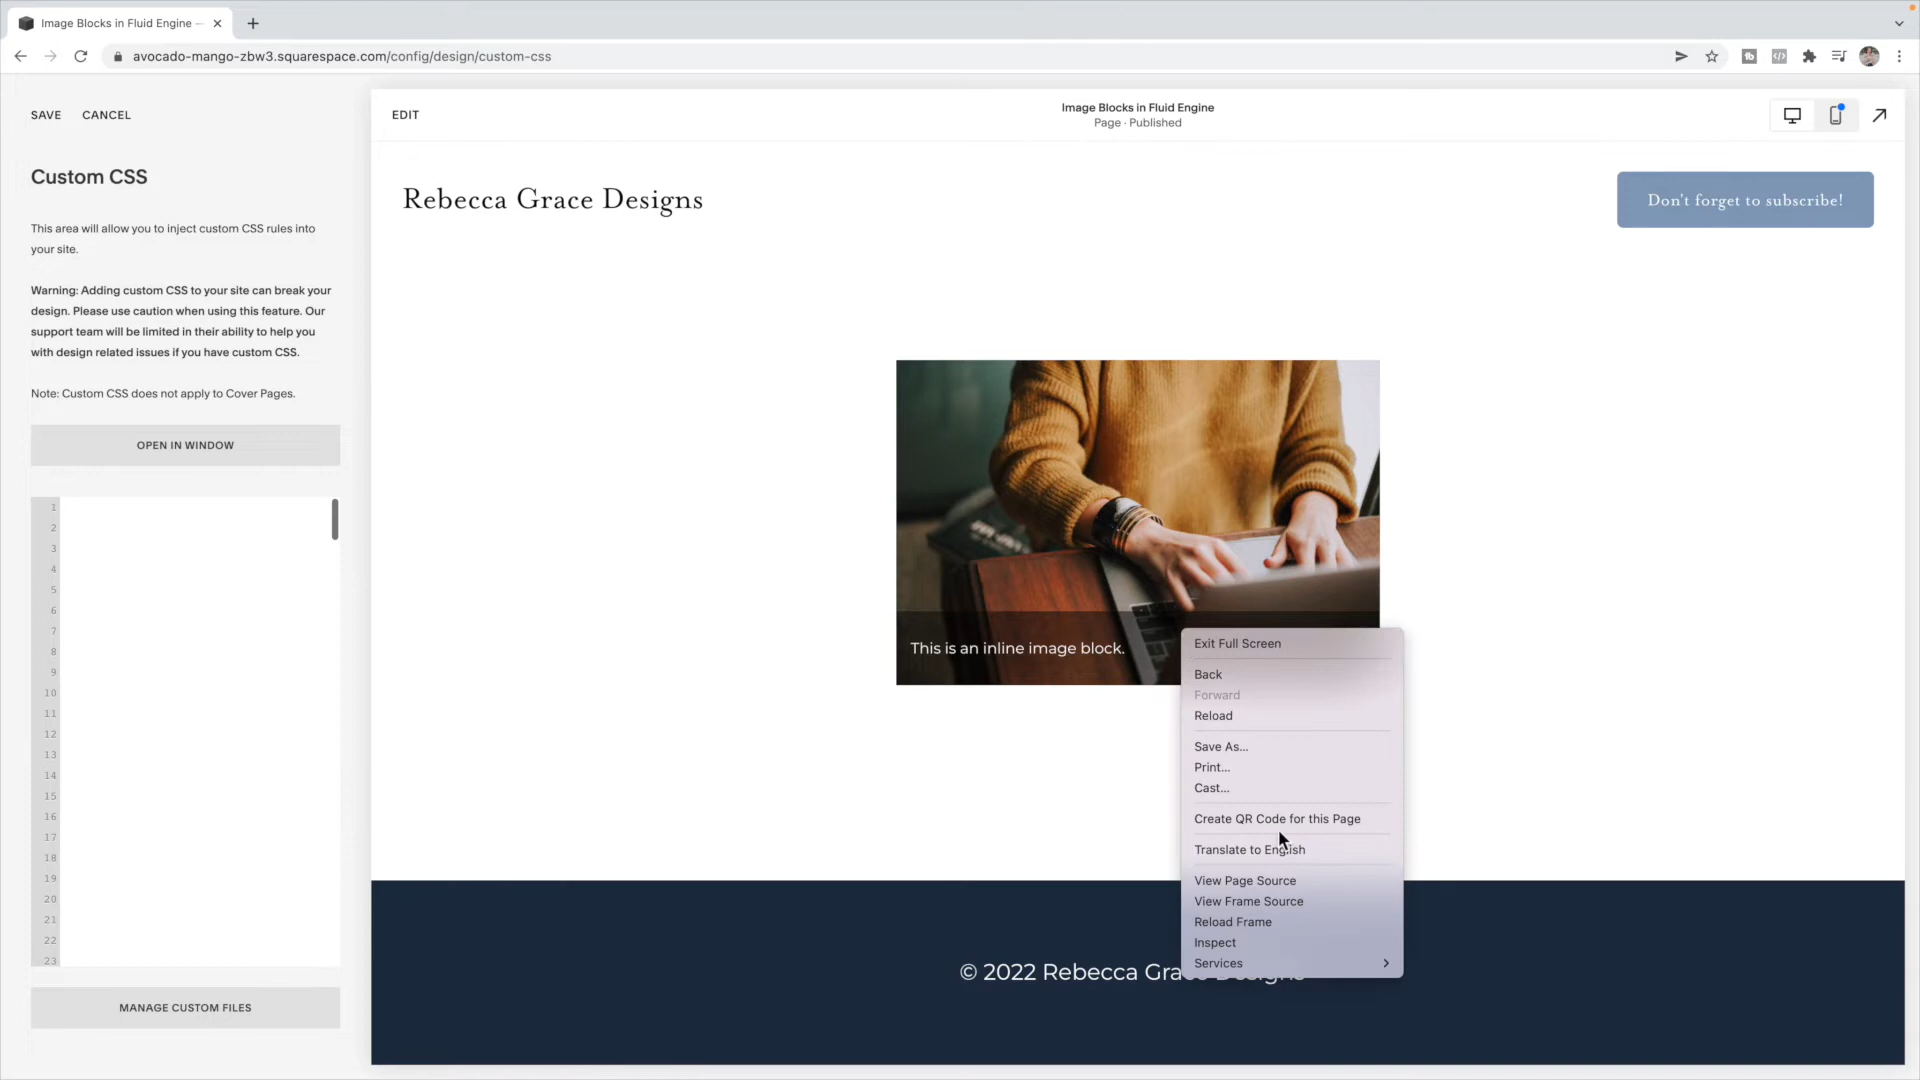 Image Blocks in Fluid Engine —
avocado-mango-zbw3.squarespace.com/config/design/custom-css
SAVE
CANCEL
Custom CSS
This area will allow you to inject custom CSS rules into
your site.
Warning: Adding custom CSS to your site can break your
design. Please use caution when using this feature. Our
support team will be limited in their ability to help you
with design related issues if you have custom CSS.
Note: Custom CSS does not apply to Cover Pages.
OPEN IN WINDOW
1
2
3
4
5
6
7
8
9
10
11
12
13
14
15
16
17
18
19
20
21
22
23
MANAGE CUSTOM FILES
EDIT
Image Blocks in Fluid Engine
Page · Published
Rebecca Grace Designs
Don't forget to subscribe!
This is an inline image block.
Exit Full Screen
Back
Forward
Reload
Save As...
Print...
Cast...
Create QR Code for this Page
Translate to English
View Page Source
View Frame Source
Reload Frame
Inspect
Services
© 2022 Rebecca Grace Designs